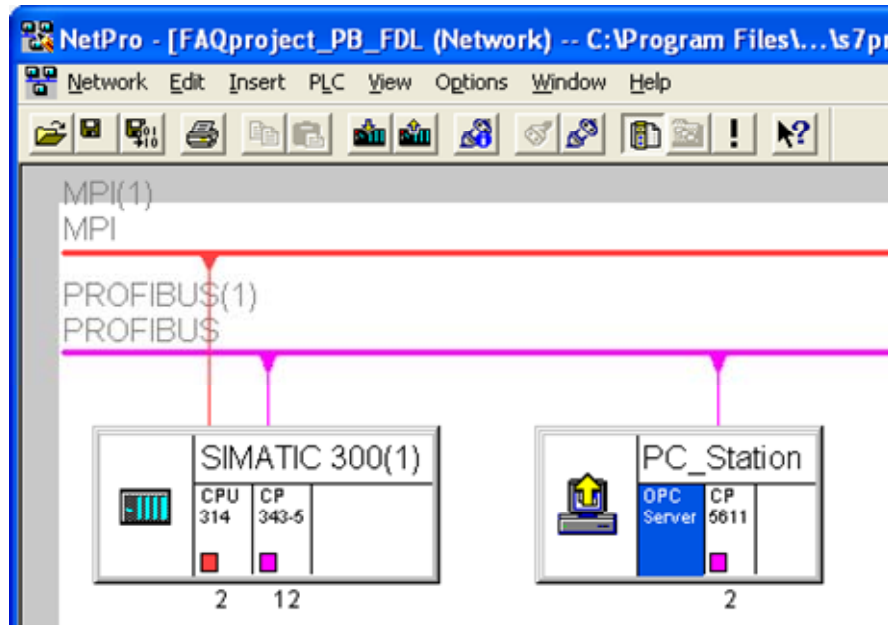 NetPro - [FAQproject_PB_FDL (Network) -- C:\Program Files\...\s7pr
Network Edit Insert PLC View Options Window Help
MPI(1)
MPI
PROFIBUS(1)
PROFIBUS
SIMATIC 300(1)
CPU 314
CP 343-5
2 12
PC_Station
OPC Server
CP 5611
2